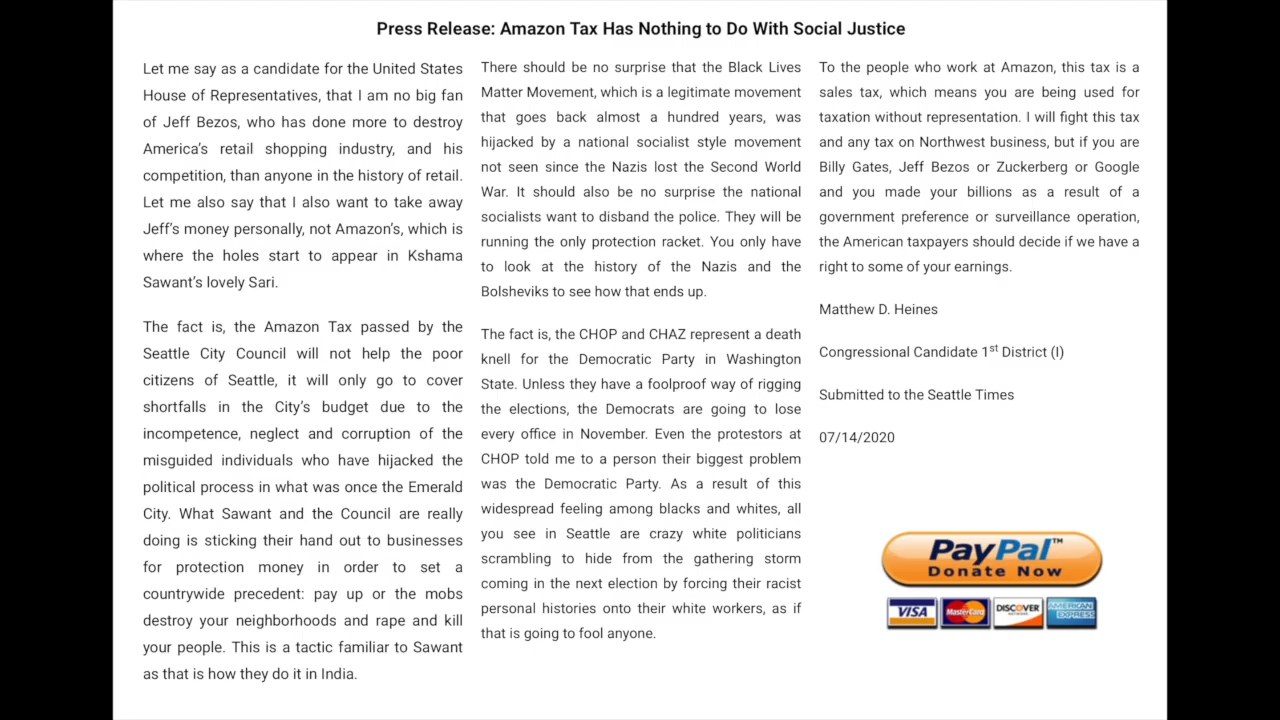 Press Release: Amazon Tax Has Nothing to Do With Social Justice
Let me say as a candidate for the United States
House of Representatives, that I am no big fan
of Jeff Bezos, who has done more to destroy
America's retail shopping industry, and his
competition, than anyone in the history of retail.
Let me also say that I also want to take away
Jeff's money personally, not Amazon's, which is
where the holes start to appear in Kshama
Sawant's lovely Sari.
The fact is, the Amazon Tax passed by the
Seattle City Council will not help the poor
citizens of Seattle, it will only go to cover
shortfalls in the City's budget due to the
incompetence, neglect and corruption of the
misguided individuals who have hijacked the
political process in what was once the Emerald
City. What Sawant and the Council are really
doing is sticking their hand out to businesses
for protection money in order to set a
countrywide precedent: pay up or the mobs
destroy your neighborhoods and rape and kill
your people. This is a tactic familiar to Sawant
as that is how they do it in India.
There should be no surprise that the Black Lives
Matter Movement, which is a legitimate movement
that goes back almost a hundred years, was
hijacked by a national socialist style movement
not seen since the Nazis lost the Second World
War. It should also be no surprise the national
socialists want to disband the police. They will be
running the only protection racket. You only have
to look at the history of the Nazis and the
Bolsheviks to see how that ends up.
The fact is, the CHOP and CHAZ represent a death
knell for the Democratic Party in Washington
State. Unless they have a foolproof way of rigging
the elections, the Democrats are going to lose
every office in November. Even the protestors at
CHOP told me to a person their biggest problem
was the Democratic Party. As a result of this
widespread feeling among blacks and whites, all
you see in Seattle are crazy white politicians
scrambling to hide from the gathering storm
coming in the next election by forcing their racist
personal histories onto their white workers, as if
that is going to fool anyone.
To the people who work at Amazon, this tax is a
sales tax, which means you are being used for
taxation without representation. I will fight this tax
and any tax on Northwest business, but if you are
Billy Gates, Jeff Bezos or Zuckerberg or Google
and you made your billions as a result of a
government preference or surveillance operation,
the American taxpayers should decide if we have a
right to some of your earnings.
Matthew D. Heines
Congressional Candidate 1st District (I)
Submitted to the Seattle Times
07/14/2020
PayPal™
Donate Now
VISA MasterCard DISCOVER AMERICAN EXPRESS